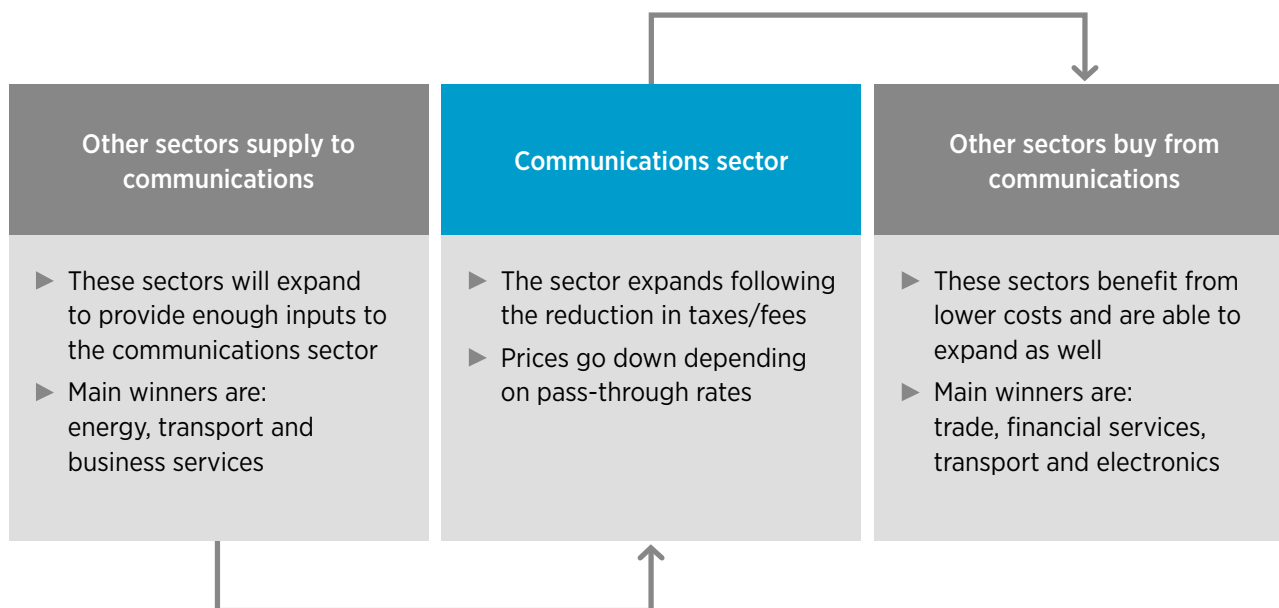 Other sectors supply to
communications
► These sectors will expand
to provide enough inputs to
the communications sector
► Main winners are:
energy, transport and
business services
Communications sector
► The sector expands following
the reduction in taxes/fees
► Prices go down depending
on pass-through rates
Other sectors buy from
communications
► These sectors benefit from
lower costs and are able to
expand as well
► Main winners are:
trade, financial services,
transport and electronics